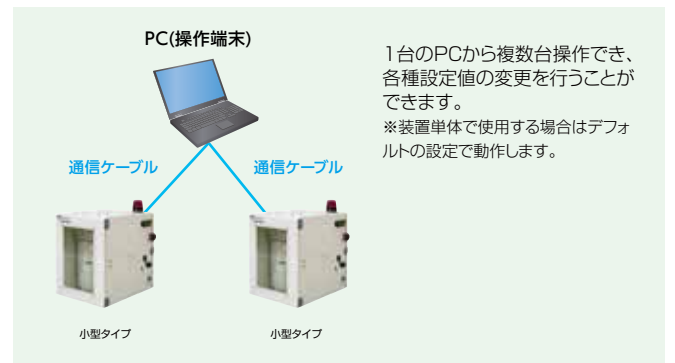 PC(操作端末)
1台のPCから複数台操作でき、
各種設定値の変更を行うことが
できます。
※装置単体で使用する場合はデフォ
ルトの設定で動作します。
通信ケーブル
通信ケーブル
小型タイプ
小型タイプ